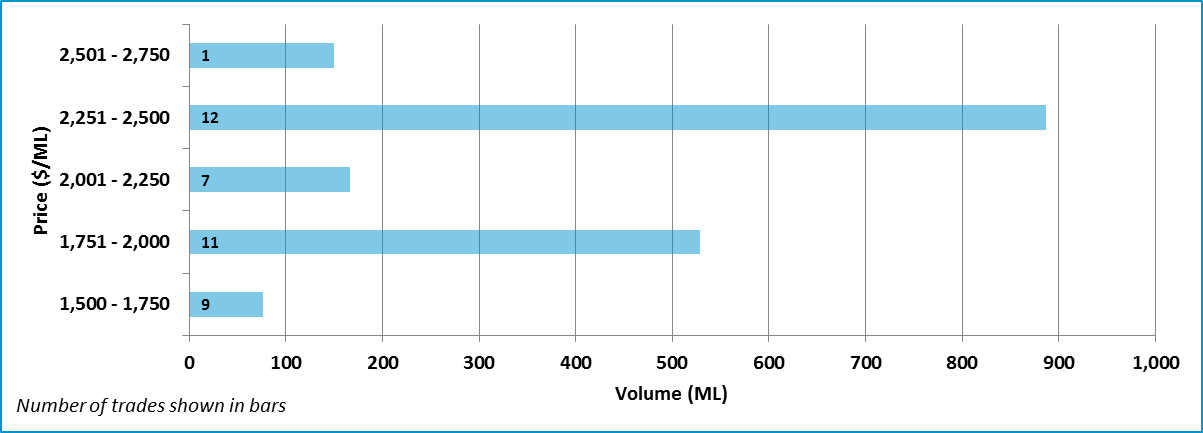 Price ($/ML)
2,501 - 2,750
1
2,251 - 2,500
12
2,001 - 2,250
7
1,751 - 2,000
11
1,500 - 1,750
9
0 100 200 300 400 500 600 700 800 900 1,000
Volume (ML)
Number of trades shown in bars